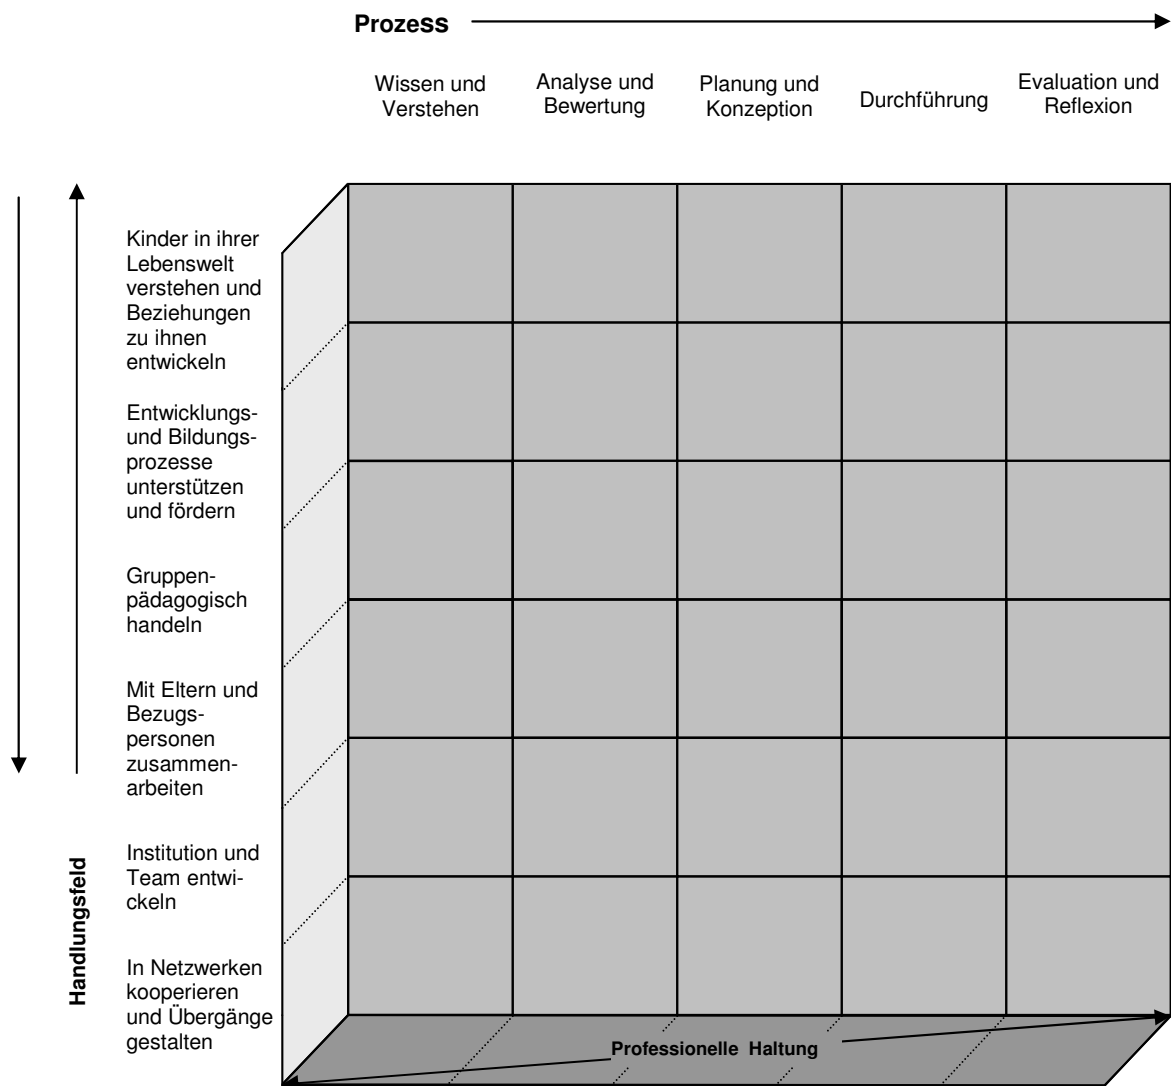 Prozess
Wissen und
Verstehen
Analyse und
Bewertung
Planung und
Konzeption
Durchführung
Evaluation und
Reflexion
Kinder in ihrer
Lebenswelt
verstehen und
Beziehungen
zu ihnen
entwickeln
Entwicklungs-
und Bildungs-
prozesse
unterstützen
und fördern
Gruppen-
pädagogisch
handeln
Mit Eltern und
Bezugs-
personen
zusammen-
arbeiten
Institution und
Team entwi-
ckeln
In Netzwerken
kooperieren
und Übergänge
gestalten
Handlungsfeld
Professionelle Haltung